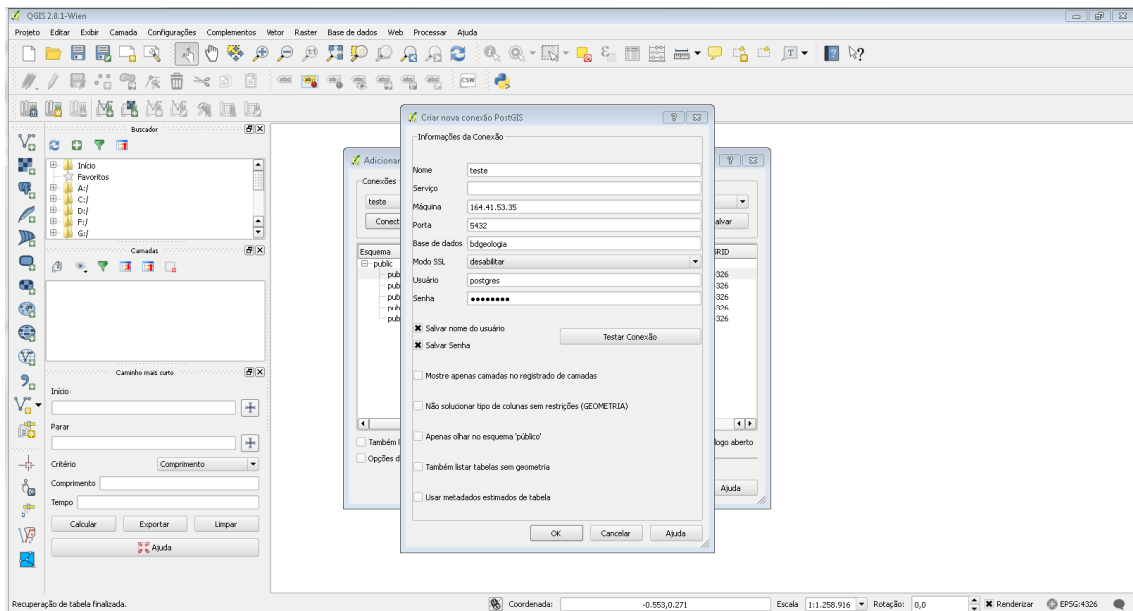 QGIS 2.8.1-Wien
Projeto Editar Exibir Camada Configurações Complementos Vetor Raster Base de dados Web Processar Ajuda
abc
CSW
Buscador
Início
Favoritos
A:/
C:/
D:/
F:/
G:/
Camadas
Caminho mais curto
Início
Parar
Critério
Comprimento
Comprimento
Tempo
Calcular
Exportar
Limpar
Ajuda
Adicionar
Conexões
teste
Conect
alvar
Esquema
public
pub
pub
pub
pub
pub
SRID
-326
-326
-326
-326
-326
Também l
logo aberto
Opções d
Ajuda
Criar nova conexão PostGIS
Informações da Conexão
Nome teste
Serviço
Máquina 164.41.53.35
Porta 5432
Base de dados bdgeologia
Modo SSL desabilitar
Usuário postgres
Senha ●●●●●●●●
Salvar nome do usuário
Salvar Senha
Testar Conexão
Mostre apenas camadas no registrado de camadas
Não solucionar tipo de colunas sem restrições (GEOMETRIA)
Apenas olhar no esquema 'público'
Também listar tabelas sem geometria
Usar metadados estimados de tabela
OK
Cancelar
Ajuda
Recuperação de tabela finalizada.
Coordenada: -0.553,0.271
Escala 1:1.258.916
Rotação: 0,0
Renderizar
EPSG:4326